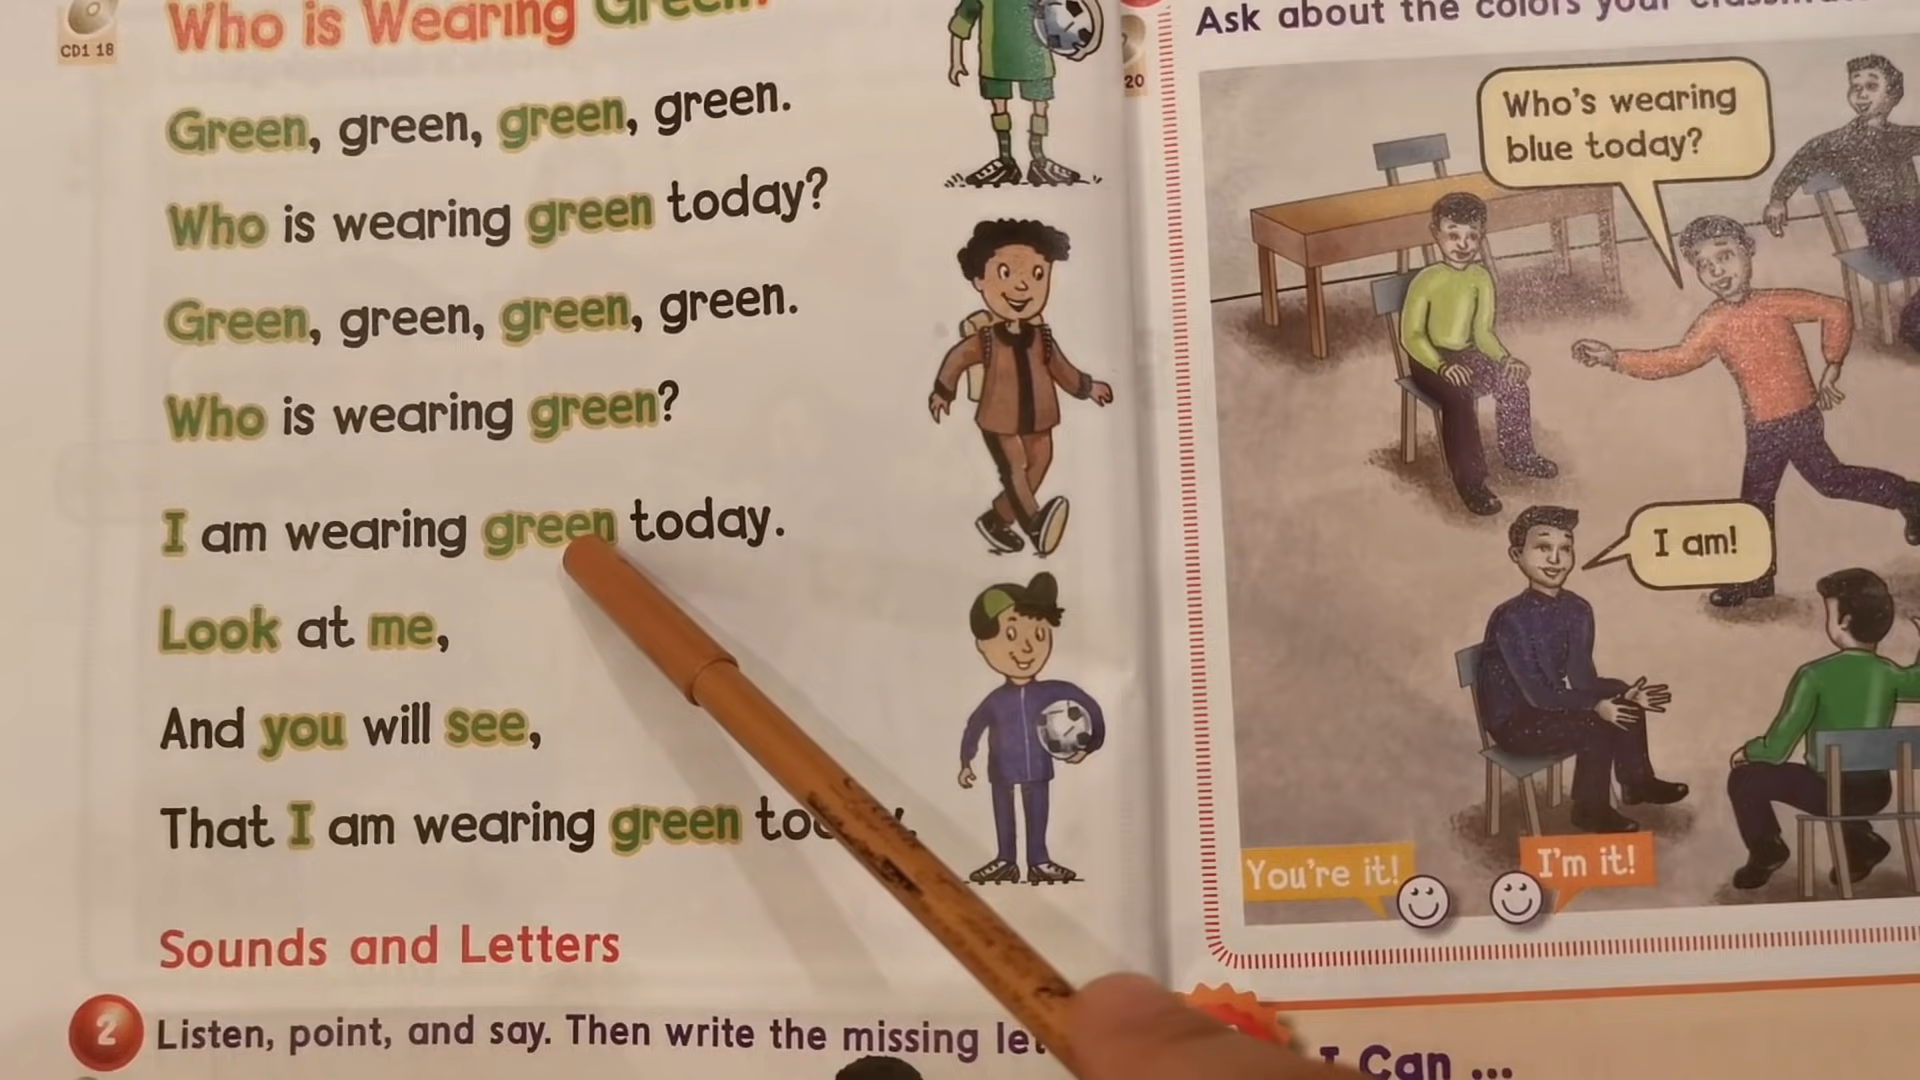 CD1 18
Who is Wearing Green?
Green, green, green, green.
Who is wearing green today?
Green, green, green, green.
Who is wearing green?
I am wearing green today.
Look at me,
And you will see,
That I am wearing green
Sounds and Letters
2 Listen, point, and say. Then write the missing
20
Ask about the colors your
Who's wearing
blue today?
I am!
You're it!
I'm it!
I Can ...